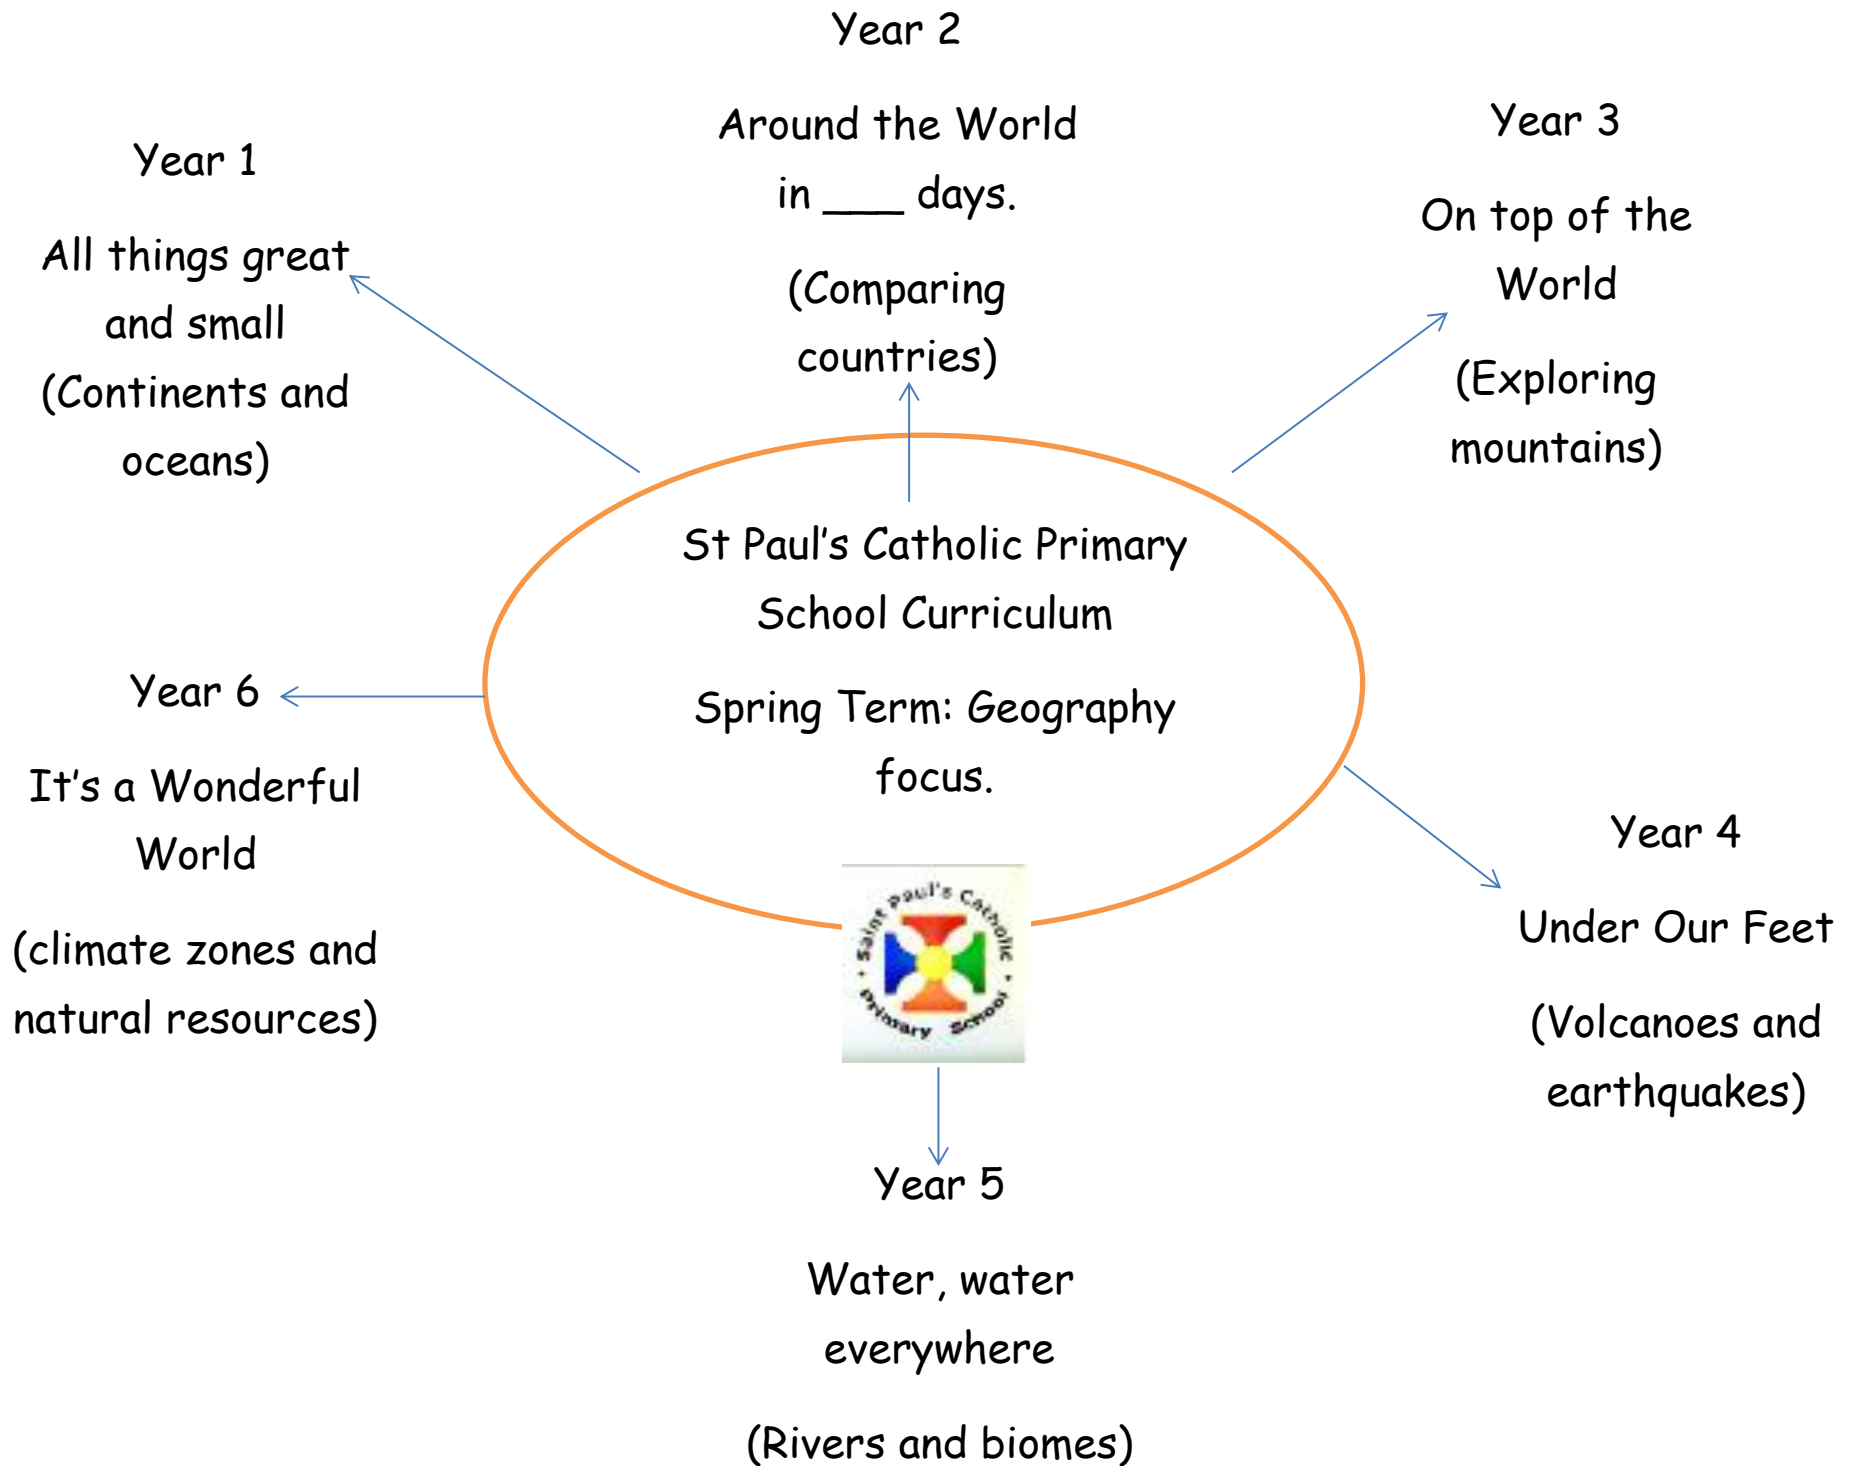 Year 2
Around the World
in ___ days.
(Comparing
countries)
Year 1
All things great
and small
(Continents and
oceans)
Year 3
On top of the
World
(Exploring
mountains)
St Paul's Catholic Primary
School Curriculum
Spring Term: Geography
focus.
Year 6
It's a Wonderful
World
(climate zones and
natural resources)
Year 4
Under Our Feet
(Volcanoes and
earthquakes)
Saint Paul's Catholic
Primary School
Year 5
Water, water
everywhere
(Rivers and biomes)